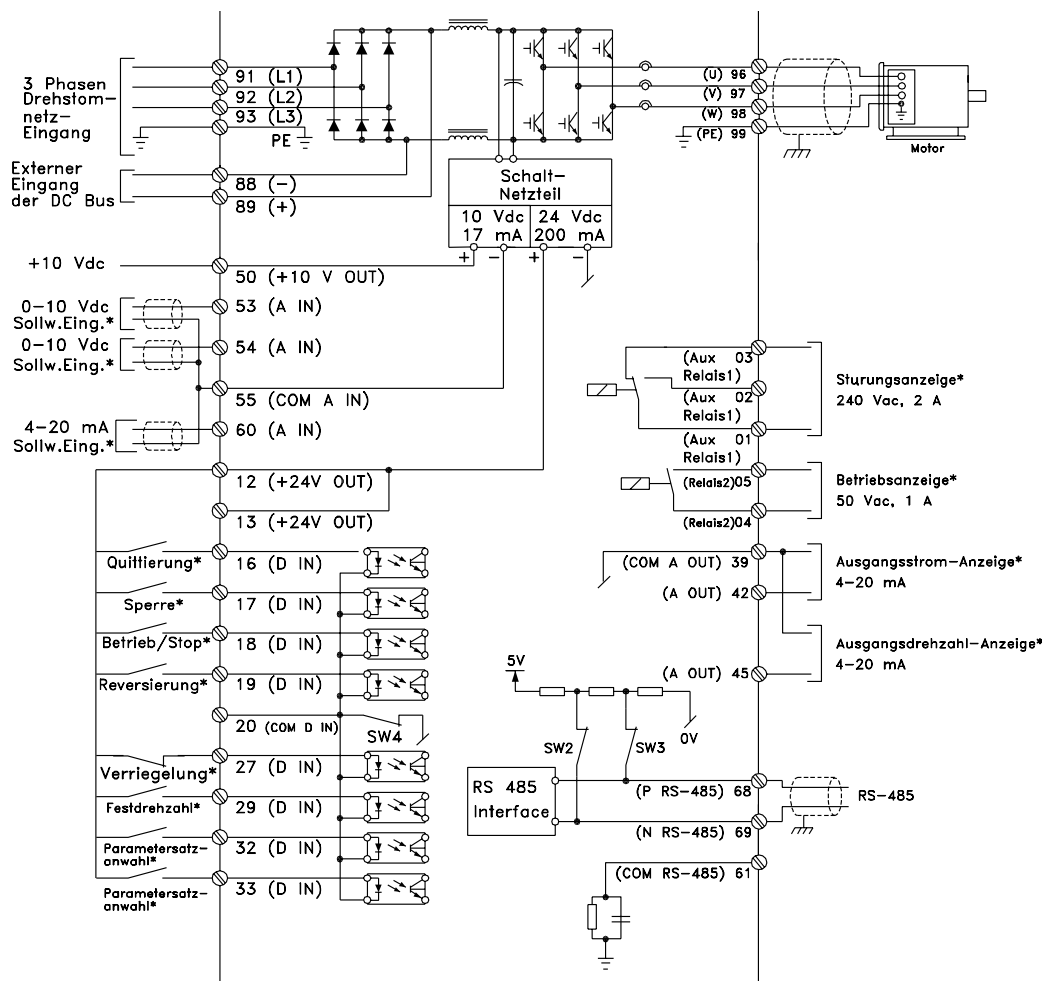 3 Phasen
Drehstom-
netz-
Eingang
91 (L1)
92 (L2)
93 (L3)
PE
Externer
Eingang
der DC Bus
88 (−)
89 (+)
Schalt-
Netzteil
10 Vdc
17 mA
24 Vdc
200 mA
+ − + −
(U) 96
(V) 97
(W) 98
(PE) 99
Motor
+10 Vdc
50 (+10 V OUT)
0−10 Vdc
Sollw.Eing.*
53 (A IN)
0−10 Vdc
Sollw.Eing.*
54 (A IN)
55 (COM A IN)
4−20 mA
Sollw.Eing.*
60 (A IN)
12 (+24V OUT)
13 (+24V OUT)
Quittierung*
16 (D IN)
Sperre*
17 (D IN)
Betrieb/Stop*
18 (D IN)
Reversierung*
19 (D IN)
20 (COM D IN)
SW4
Verriegelung*
27 (D IN)
Festdrehzahl*
29 (D IN)
Parametersatz-
anwahl*
32 (D IN)
Parametersatz-
anwahl*
33 (D IN)
(Aux 03
Relais1)
(Aux 02
Relais1)
(Aux 01
Relais1)
Sturungsanzeige*
240 Vac, 2 A
(Relais2)05
(Relais2)04
Betriebsanzeige*
50 Vac, 1 A
(COM A OUT) 39
(A OUT) 42
Ausgangsstrom-Anzeige*
4−20 mA
(A OUT) 45
Ausgangsdrehzahl-Anzeige*
4−20 mA
5V
0V
SW2
SW3
RS 485
Interface
(P RS-485) 68
(N RS-485) 69
RS-485
(COM RS-485) 61